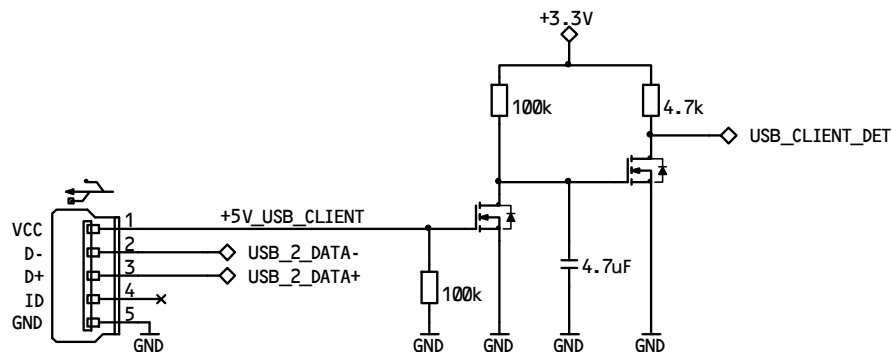 +3.3V
100k
4.7k
USB_CLIENT_DET
+5V_USB_CLIENT
VCC 1
D- 2 USB_2_DATA-
D+ 3 USB_2_DATA+
ID 4
GND 5
4.7uF
100k
GND GND GND GND GND